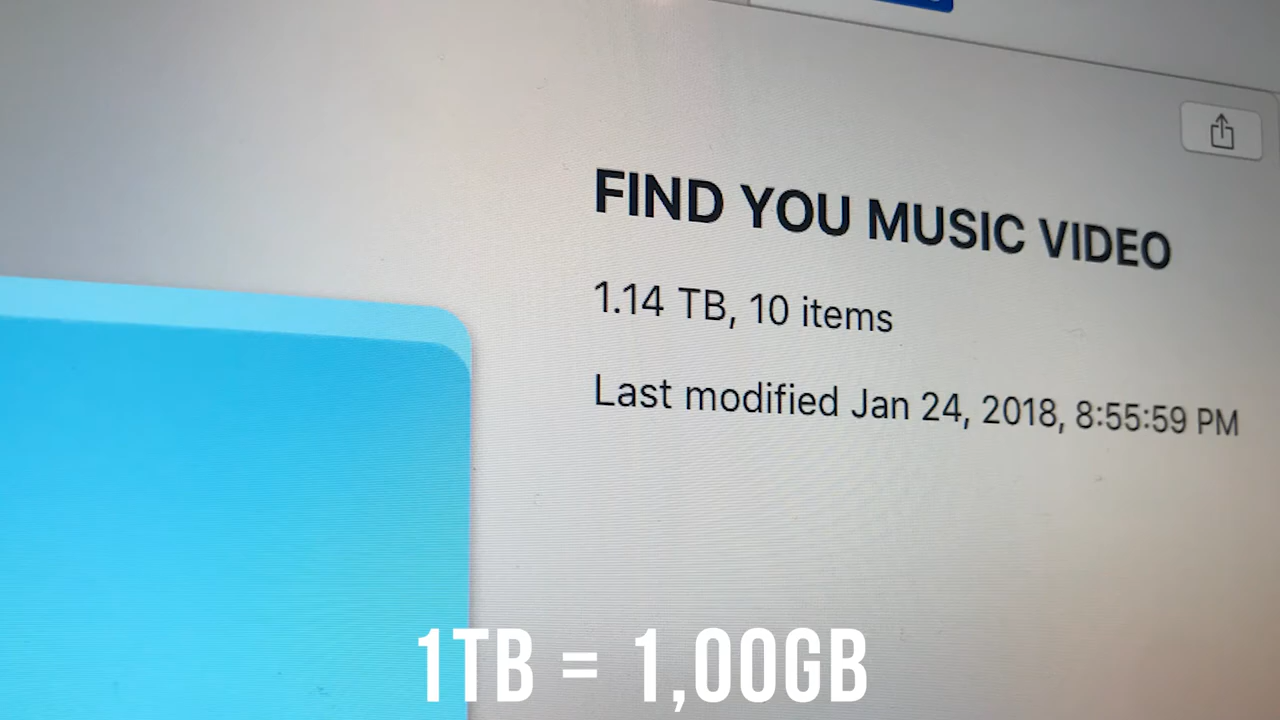 FIND YOU MUSIC VIDEO
1.14 TB, 10 items
Last modified Jan 24, 2018, 8:55:59 PM
1TB = 1,00GB